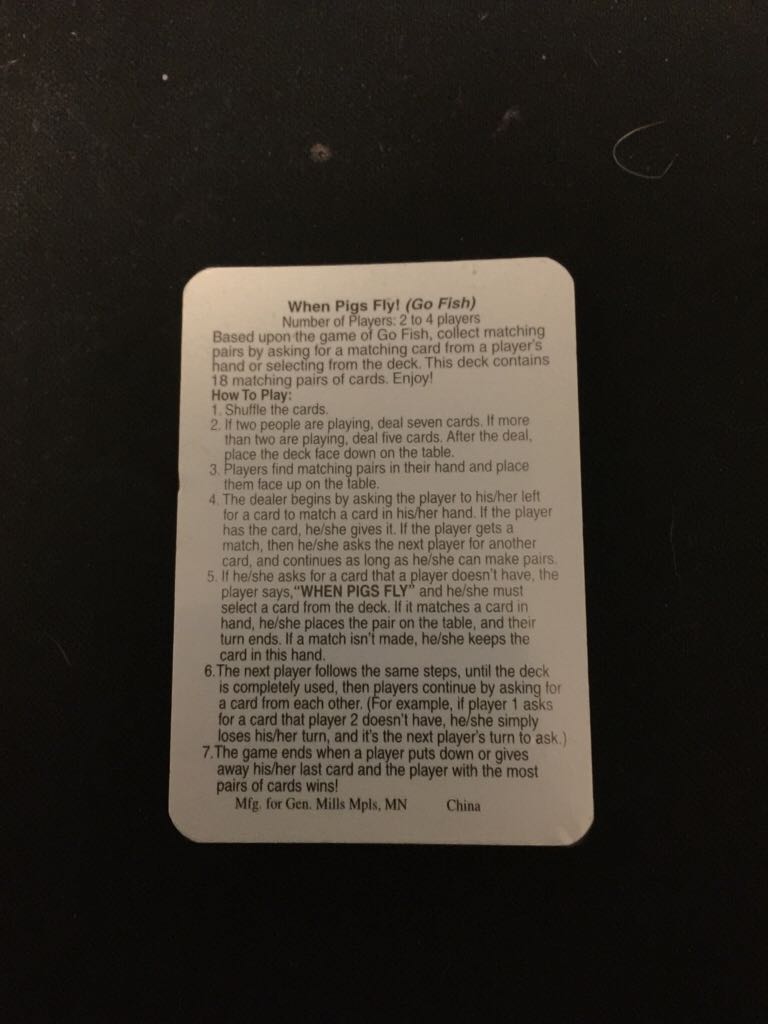 When Pigs Fly! (Go Fish)
Number of Players: 2 to 4 players
Based upon the game of Go Fish, collect matching
pairs by asking for a matching card from a player's
hand or selecting from the deck. This deck contains
18 matching pairs of cards. Enjoy!
How To Play:
1. Shuffle the cards.
2. If two people are playing, deal seven cards. If more
than two are playing, deal five cards. After the deal,
place the deck face down on the table.
3. Players find matching pairs in their hand and place
them face up on the table.
4. The dealer begins by asking the player to his/her left
for a card to match a card in his/her hand. If the player
has the card, he/she gives it. If the player gets a
match, then he/she asks the next player for another
card, and continues as long as he/she can make pairs.
5. If he/she asks for a card that a player doesn't have, the
player says,"WHEN PIGS FLY" and he/she must
select a card from the deck. If it matches a card in
hand, he/she places the pair on the table, and their
turn ends. If a match isn't made, he/she keeps the
card in this hand.
6.The next player follows the same steps, until the deck
is completely used, then players continue by asking for
a card from each other. (For example, if player 1 asks
for a card that player 2 doesn't have, he/she simply
loses his/her turn, and it's the next player's turn to ask.)
7.The game ends when a player puts down or gives
away his/her last card and the player with the most
pairs of cards wins!
Mfg. for Gen. Mills Mpls, MN China